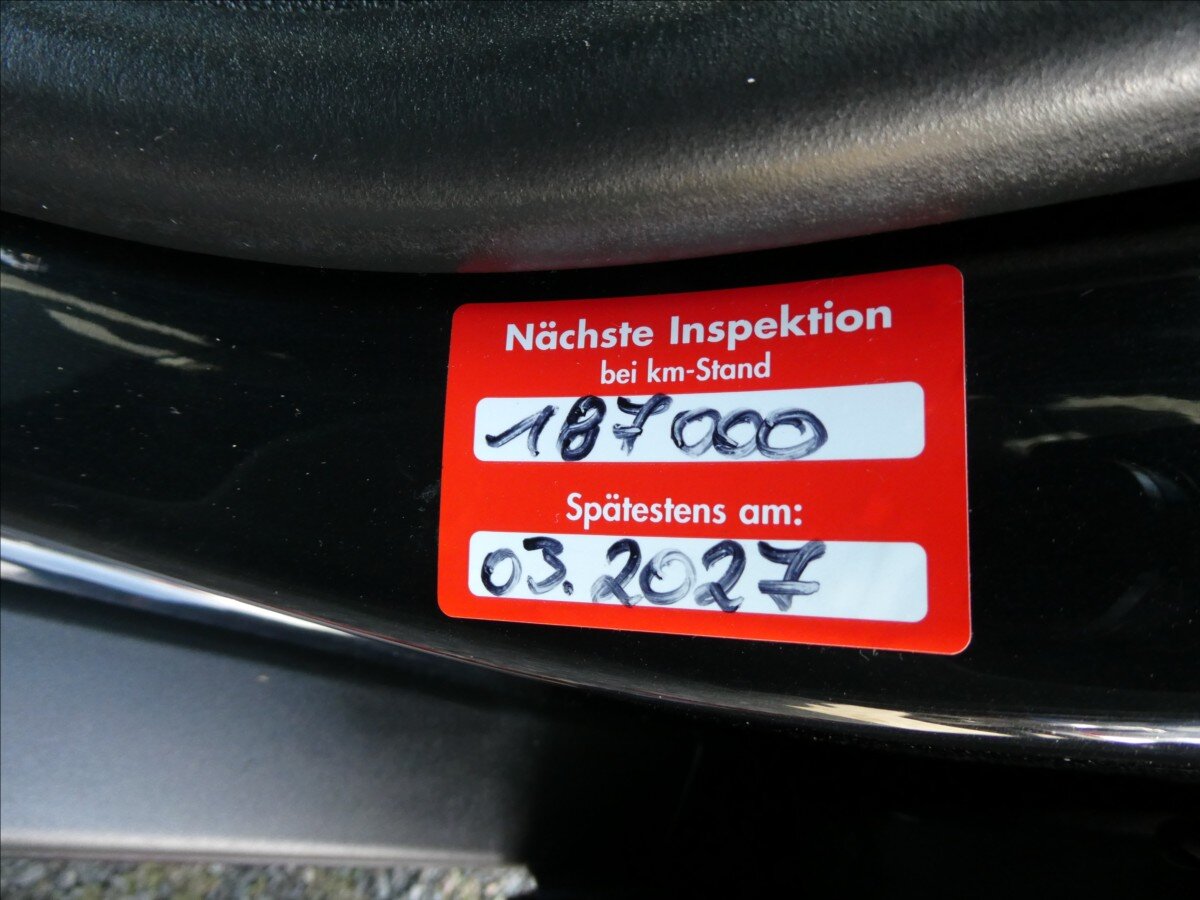 Nächste Inspektion
bei km-Stand
187000
Spätestens am:
03.2027